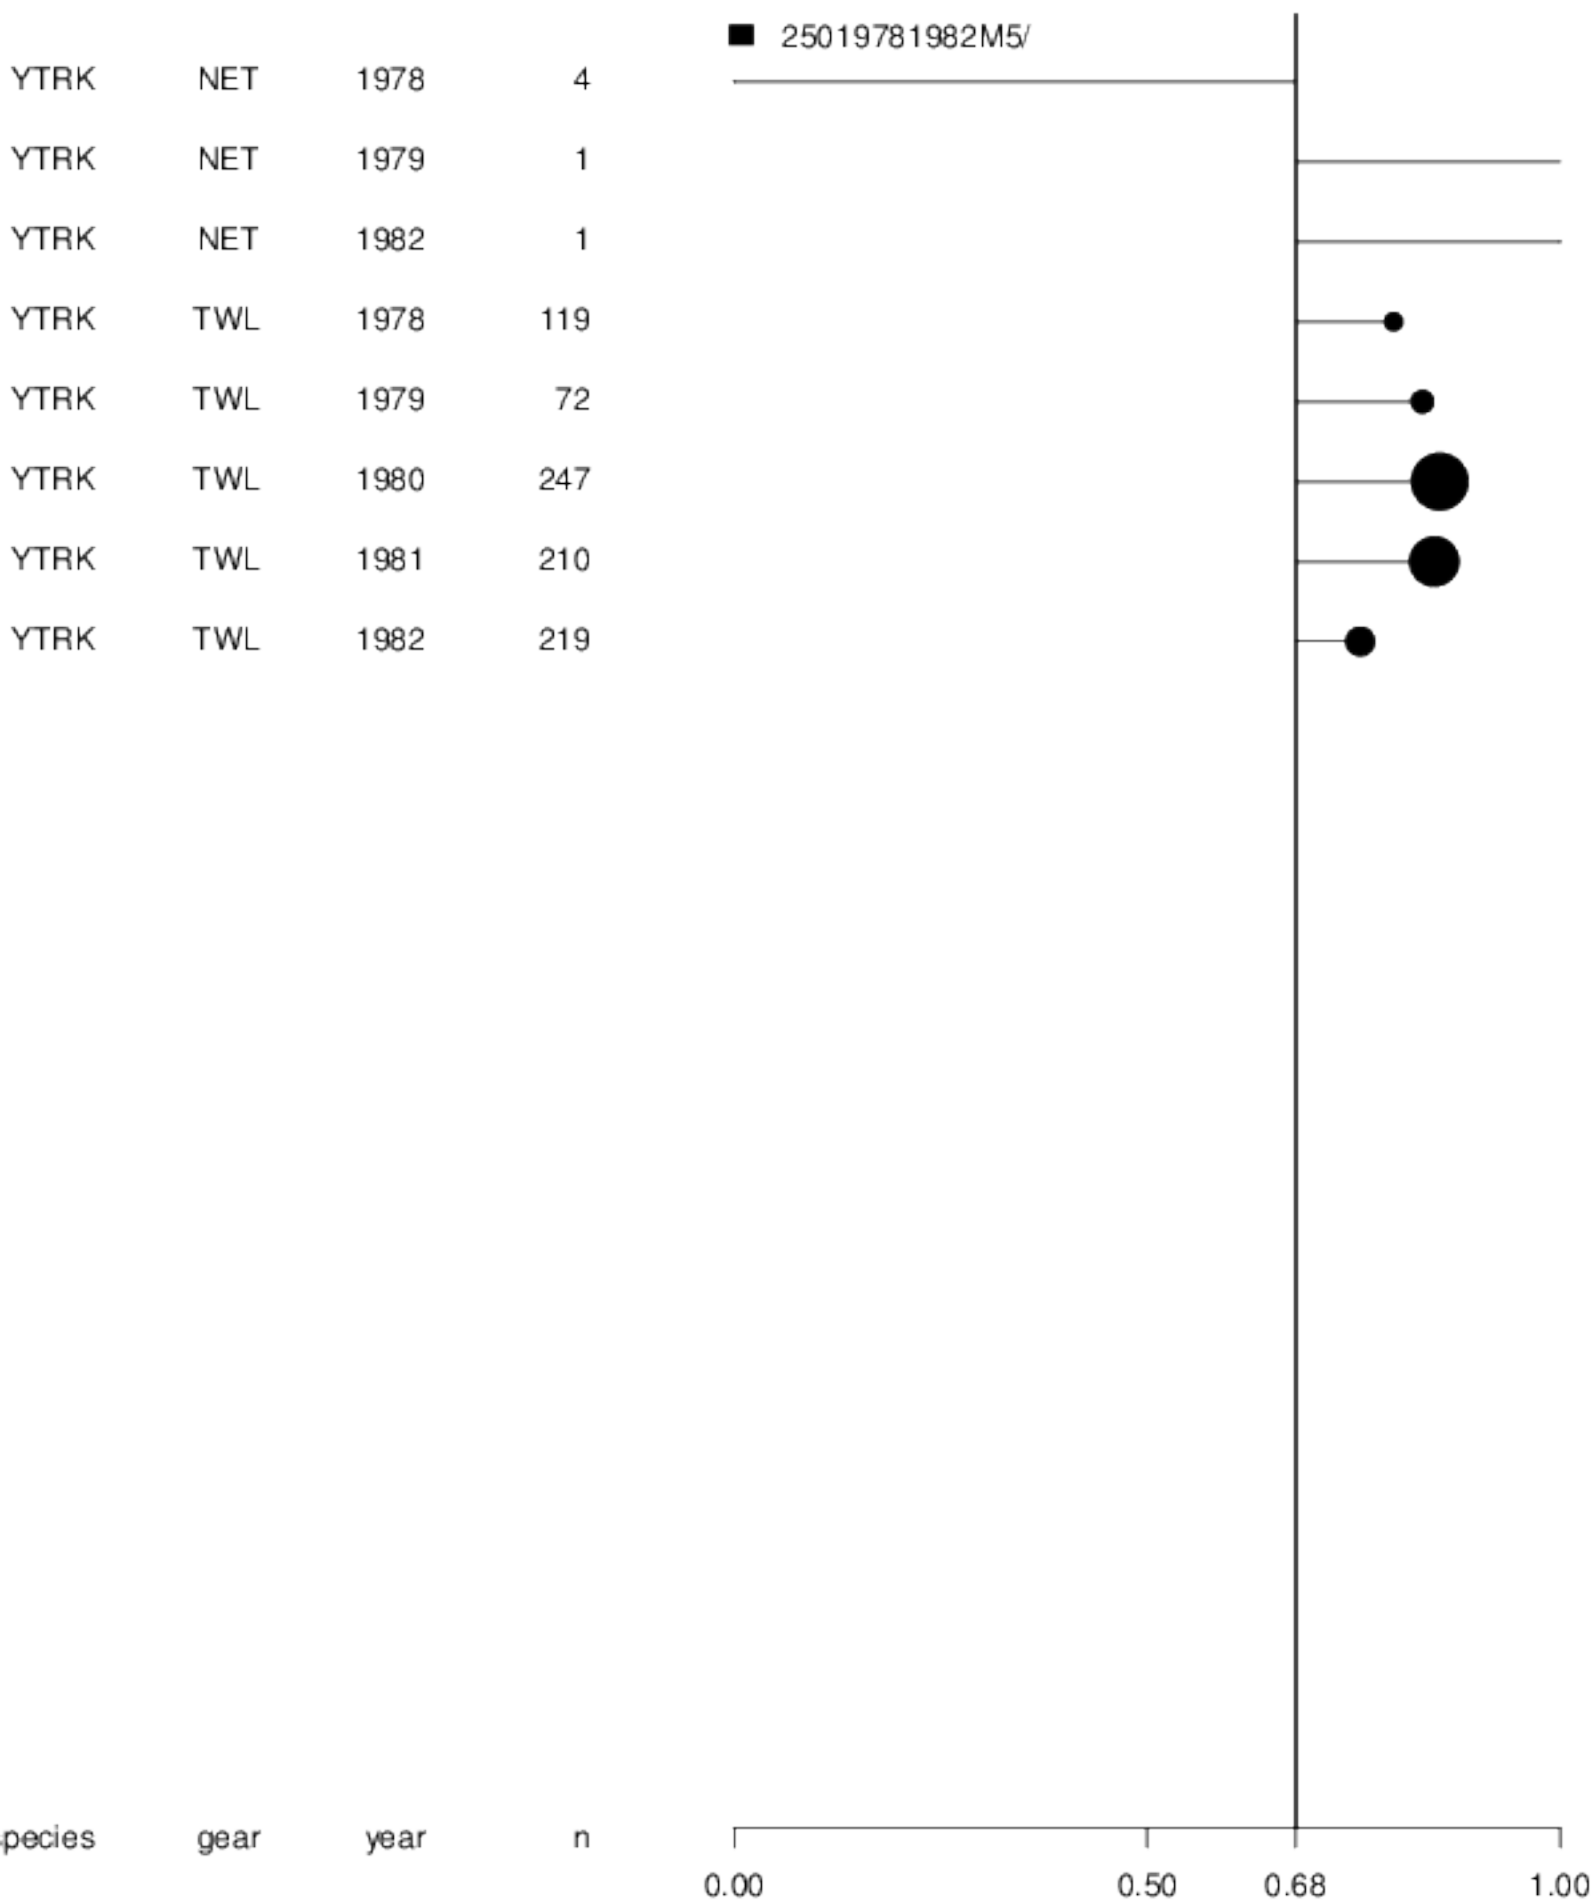 25019781982M5/
YTRK NET 1978 4
YTRK NET 1979 1
YTRK NET 1982 1
YTRK TWL 1978 119
YTRK TWL 1979 72
YTRK TWL 1980 247
YTRK TWL 1981 210
YTRK TWL 1982 219
pecies gear year n
0.00 0.50 0.68 1.00